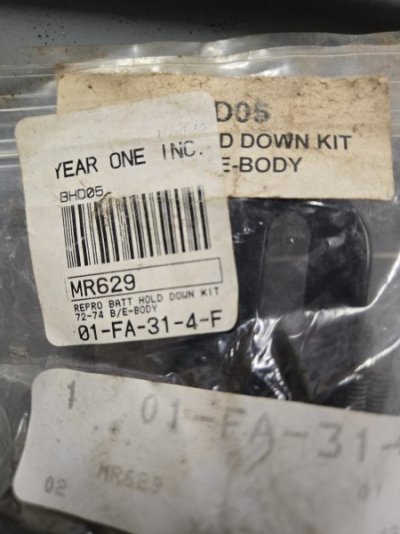 D05
D DOWN KIT
E-BODY
YEAR ONE INC.
BHD05
MR629
REPRO BATT HOLD DOWN KIT
72-74 B/E-BODY
01-FA-31-4-F
1 01-FA-31-
MR629
02